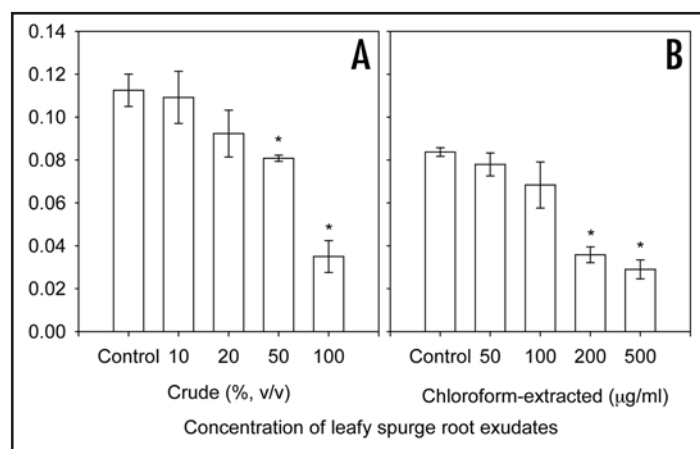 0.14
0.12
0.10
0.08
0.06
0.04
0.02
0.00
A
*
*
B
*
*
Control 10 20 50 100
Control 50 100 200 500
Crude (%, v/v)
Chloroform-extracted (μg/ml)
Concentration of leafy spurge root exudates